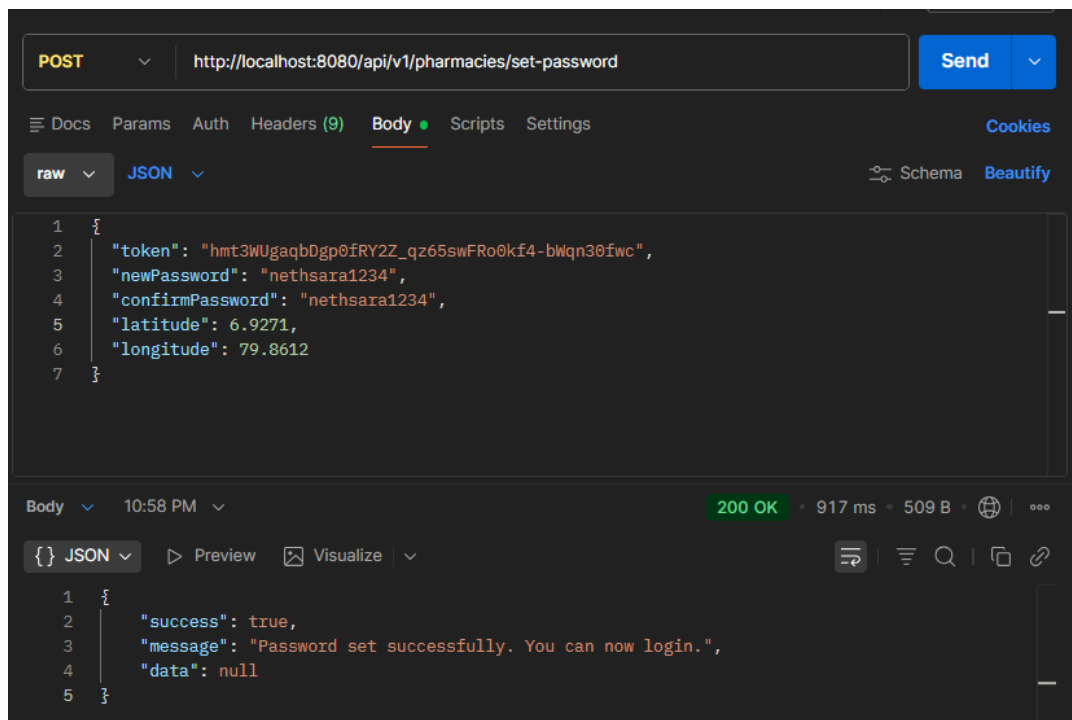 POST http://localhost:8080/api/v1/pharmacies/set-password Send
Docs Params Auth Headers (9) Body Scripts Settings Cookies
raw JSON Schema Beautify
1 {
2 "token": "hmt3WUgaqbDgp0fRY2Z_qz65swFRo0kf4-bWqn30fwc",
3 "newPassword": "nethsara1234",
4 "confirmPassword": "nethsara1234",
5 "latitude": 6.9271,
6 "longitude": 79.8612
7 }
Body 10:58 PM 200 OK • 917 ms • 509 B •
{} JSON Preview Visualize
1 {
2 "success": true,
3 "message": "Password set successfully. You can now login.",
4 "data": null
5 }